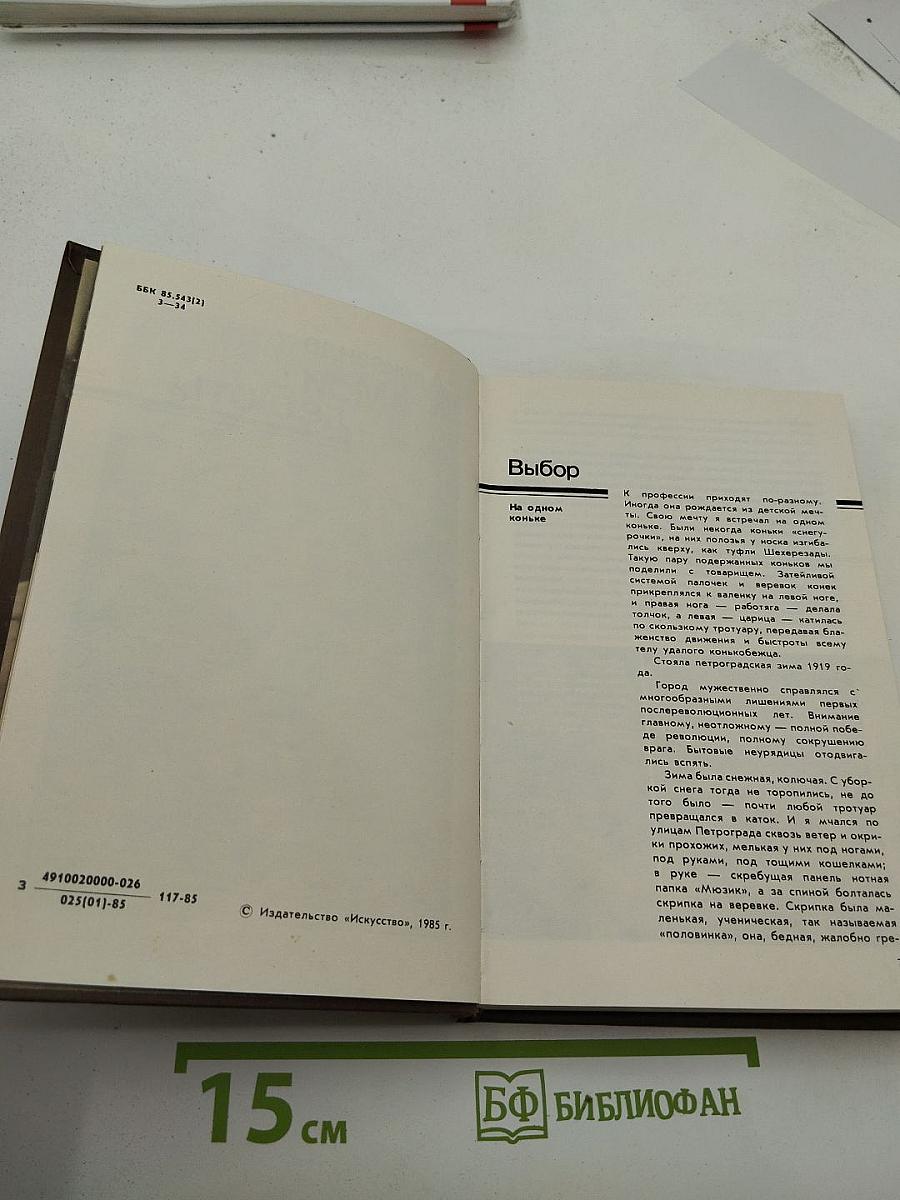 ББК 85.543(2)
З—34
З 4910020000-026
025(01)-85 117-85
© Издательство «Искусство», 1985 г.
Выбор
На одном
коньке
К профессии приходят по-разному.
Иногда она рождается из детской меч-
ты. Свою мечту я встречал на одном
коньке. Были некогда коньки «снегу-
рочки», на них полозья у носка изгиба-
лись кверху, как туфли Шехерезады.
Такую пару подержанных коньков мы
поделили с товарищем. Затейливой
системой палочек и веревок конек
прикреплялся к валенку на левой ноге,
и правая нога — работяга — делала
толчок, а левая — царица — катилась
по скользкому тротуару, передавая бла-
женство движения и быстроты всему
телу удалого конькобежца.
Стояла петроградская зима 1919 го-
да.
Город мужественно справлялся с
многообразными лишениями первых
послереволюционных лет. Внимание
главному, неотложному — полной побе-
де революции, полному сокрушению
врага. Бытовые неурядицы отодвига-
лись вспять.
Зима была снежная, колючая. С убор-
кой снега тогда не торопились, не до
того было — почти любой тротуар
превращался в каток. И я мчался по
улицам Петрограда сквозь ветер и окри-
ки прохожих, мелькая у них под ногами,
под руками, под тощими кошелками;
в руке — скребущая панель нотная
папка «Мюзик», а за спиной болталась
скрипка на веревке. Скрипка была ма-
ленькая, ученическая, так называемая
«половинка», она, бедная, жалобно гре-
15 см
БФ БИБЛИОФАН